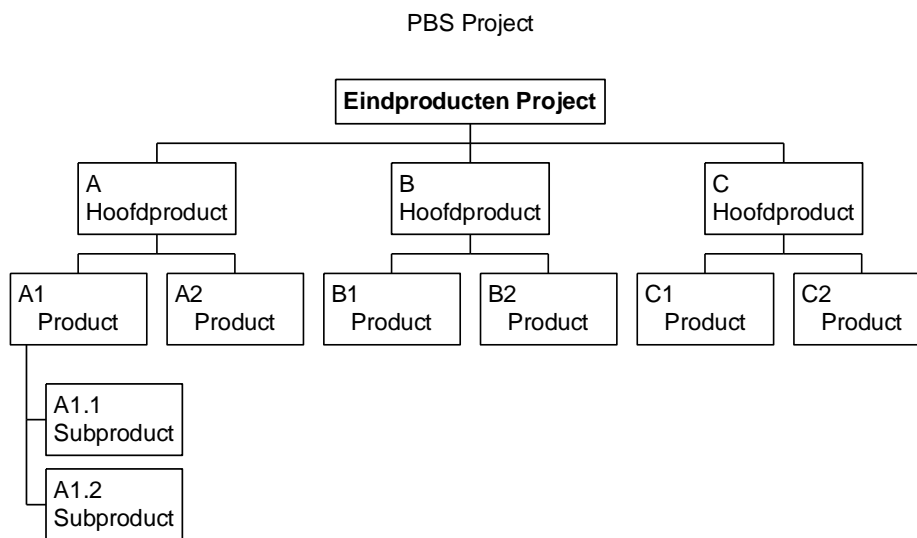 PBS Project
Eindproducten Project
A
Hoofdproduct
B
Hoofdproduct
C
Hoofdproduct
A1
Product
A2
Product
B1
Product
B2
Product
C1
Product
C2
Product
A1.1
Subproduct
A1.2
Subproduct